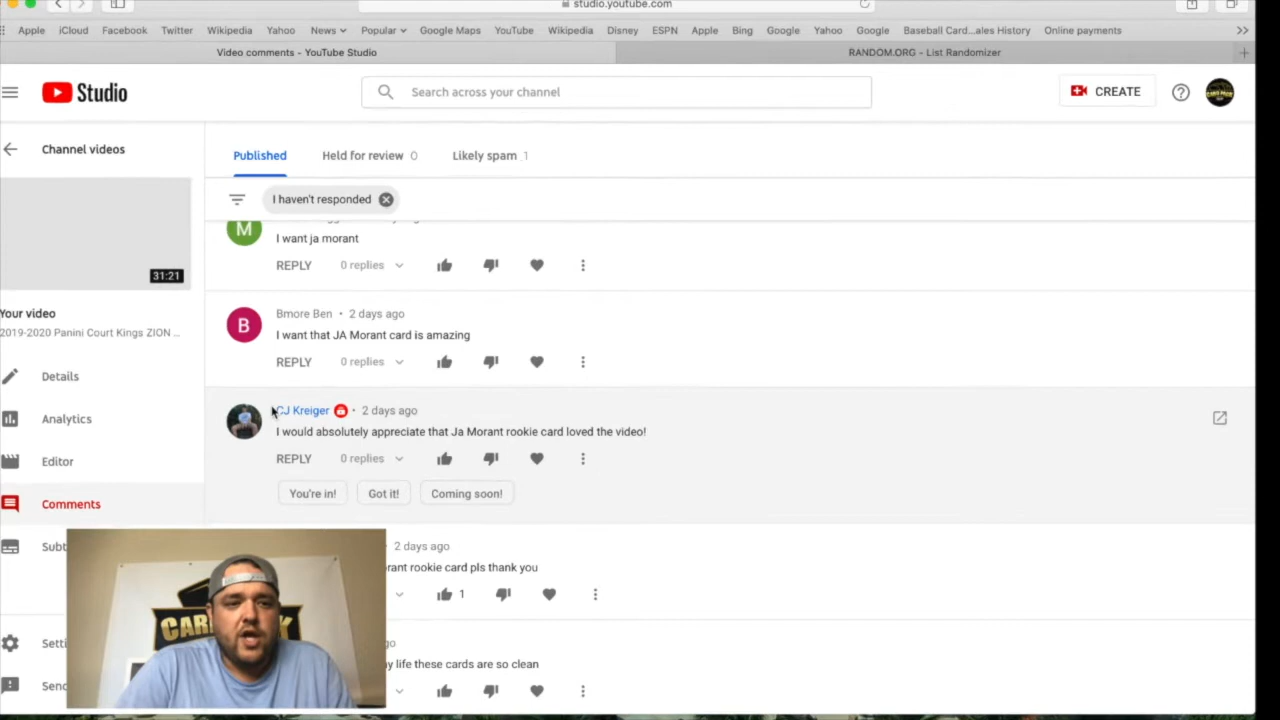 studio.youtube.com
Apple iCloud Facebook Twitter Wikipedia Yahoo News Popular Google Maps YouTube Wikipedia Disney ESPN Apple Bing Google Yahoo Google Baseball Card...ales History Online payments
Video comments - YouTube Studio
RANDOM.ORG - List Randomizer
Studio
Search across your channel
CREATE
Channel videos
Published
Held for review 0
Likely spam 1
I haven't responded
31:21
Your video
2019-2020 Panini Court Kings ZION ...
Details
Analytics
Editor
Comments
Subt
Setti
Send
M
I want ja morant
REPLY 0 replies
B
Bmore Ben • 2 days ago
I want that JA Morant card is amazing
REPLY 0 replies
CJ Kreiger • 2 days ago
I would absolutely appreciate that Ja Morant rookie card loved the video!
REPLY 0 replies
You're in! Got it! Coming soon!
• 2 days ago
rant rookie card pls thank you
1
go
y life these cards are so clean
CARD
K